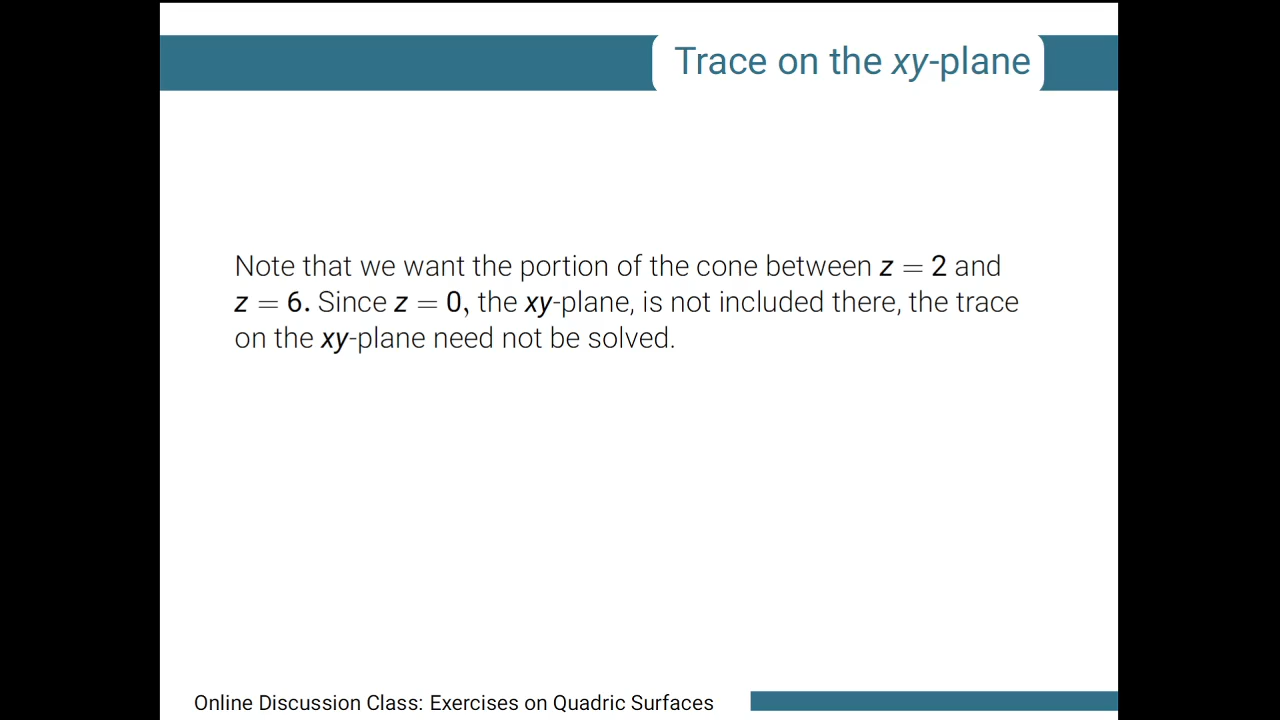 Trace on the xy-plane
Note that we want the portion of the cone between z = 2 and
z = 6. Since z = 0, the xy-plane, is not included there, the trace
on the xy-plane need not be solved.
Online Discussion Class: Exercises on Quadric Surfaces